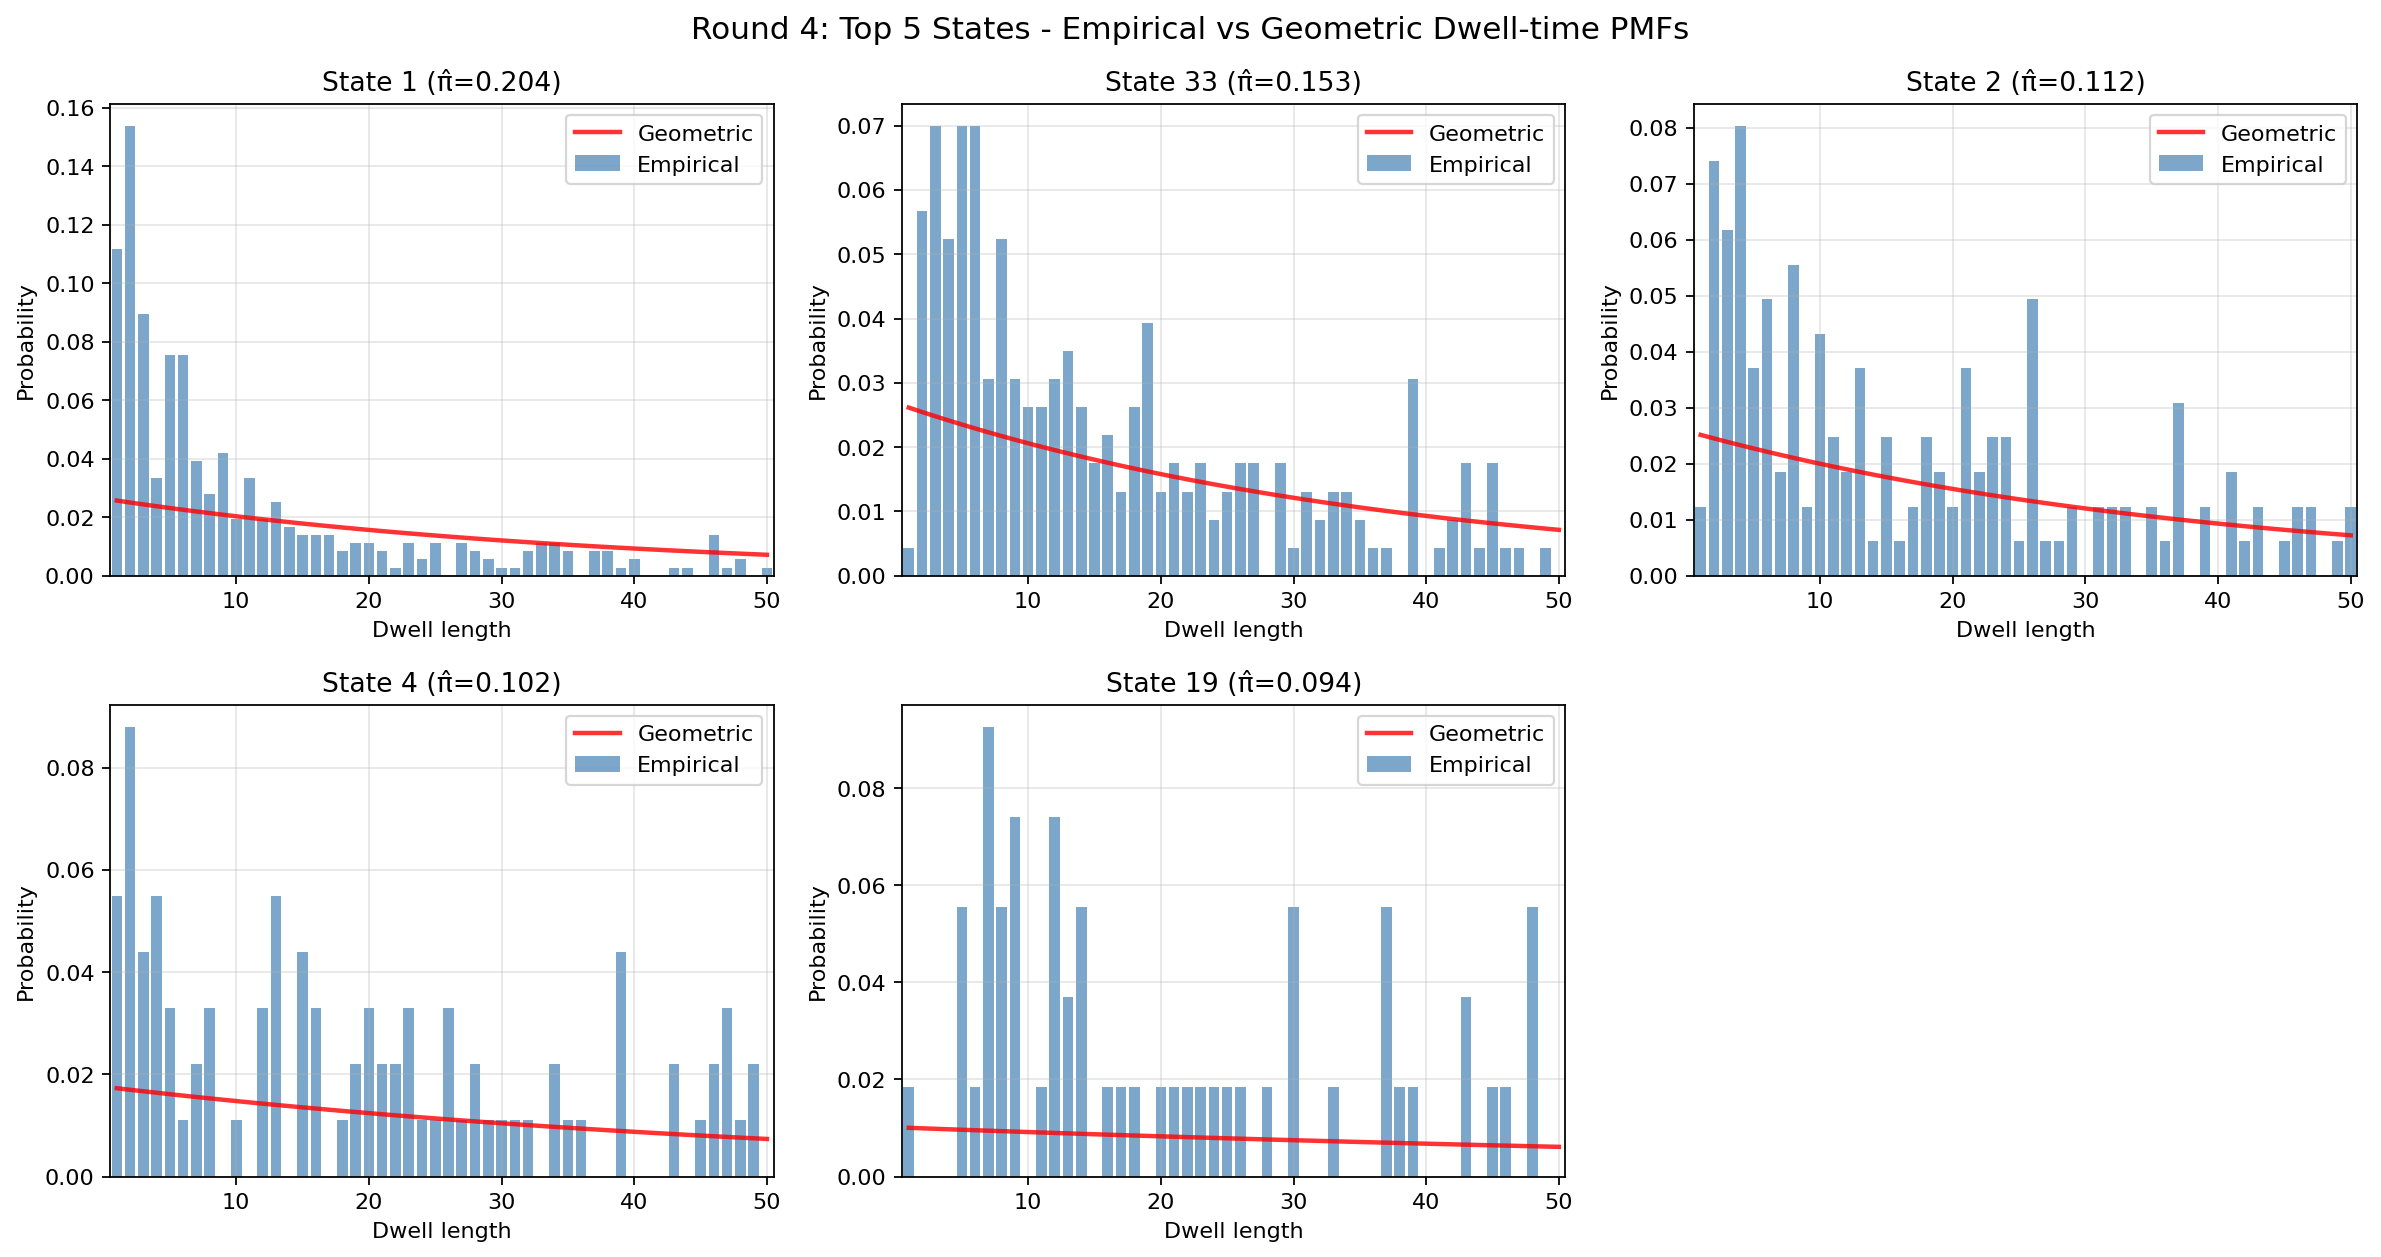 Round 4: Top 5 States - Empirical vs Geometric Dwell-time PMFs
State 1 (π̂=0.204)
Probability
0.16
0.14
0.12
0.10
0.08
0.06
0.04
0.02
0.00
Geometric
Empirical
10 20 30 40 50
Dwell length
State 33 (π̂=0.153)
Probability
0.07
0.06
0.05
0.04
0.03
0.02
0.01
0.00
Geometric
Empirical
10 20 30 40 50
Dwell length
State 2 (π̂=0.112)
Probability
0.08
0.07
0.06
0.05
0.04
0.03
0.02
0.01
0.00
Geometric
Empirical
10 20 30 40 50
Dwell length
State 4 (π̂=0.102)
Probability
0.08
0.06
0.04
0.02
0.00
Geometric
Empirical
10 20 30 40 50
Dwell length
State 19 (π̂=0.094)
Probability
0.08
0.06
0.04
0.02
0.00
Geometric
Empirical
10 20 30 40 50
Dwell length